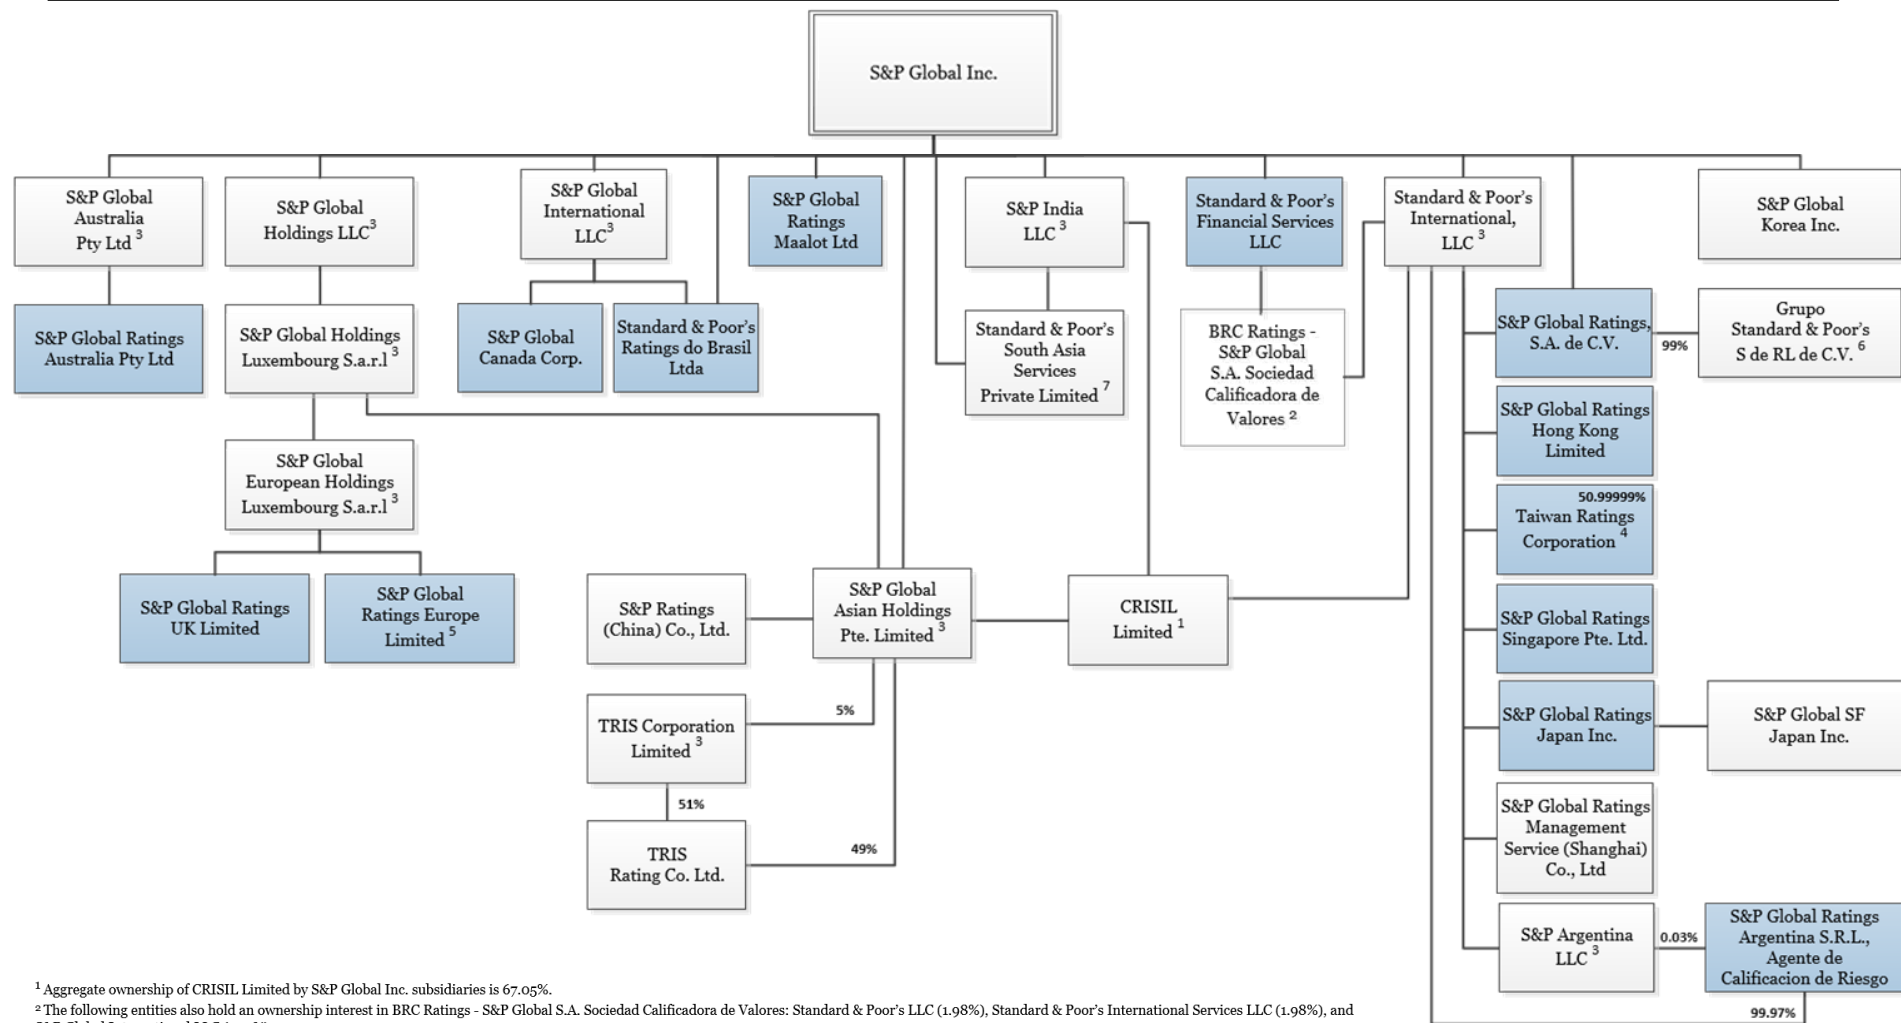 S&P Global Inc.
S&P Global
Australia
Pty Ltd 3
S&P Global
Holdings LLC3
S&P Global
International
LLC3
S&P Global
Ratings
Maalot Ltd
S&P India
LLC 3
Standard & Poor's
Financial Services
LLC
Standard & Poor's
International,
LLC 3
S&P Global
Korea Inc.
S&P Global Ratings
Australia Pty Ltd
S&P Global Holdings
Luxembourg S.a.r.l 3
S&P Global
Canada Corp.
Standard & Poor's
Ratings do Brasil
Ltda
Standard & Poor's
South Asia
Services
Private Limited 7
BRC Ratings -
S&P Global
S.A. Sociedad
Calificadora de
Valores 2
S&P Global Ratings,
S.A. de C.V.
99%
Grupo
Standard & Poor's
S de RL de C.V. 6
S&P Global Ratings
Hong Kong
Limited
S&P Global
European Holdings
Luxembourg S.a.r.l 3
50.99999%
Taiwan Ratings
Corporation 4
S&P Global Ratings
UK Limited
S&P Global
Ratings Europe
Limited 5
S&P Ratings
(China) Co., Ltd.
S&P Global
Asian Holdings
Pte. Limited 3
CRISIL
Limited 1
S&P Global Ratings
Singapore Pte. Ltd.
TRIS Corporation
Limited 3
5%
S&P Global Ratings
Japan Inc.
S&P Global SF
Japan Inc.
51%
TRIS
Rating Co. Ltd.
49%
S&P Global Ratings
Management
Service (Shanghai)
Co., Ltd
S&P Argentina
LLC 3
0.03%
S&P Global Ratings
Argentina S.R.L.,
Agente de
Calificacion de Riesgo
99.97%
1 Aggregate ownership of CRISIL Limited by S&P Global Inc. subsidiaries is 67.05%.
2 The following entities also hold an ownership interest in BRC Ratings - S&P Global S.A. Sociedad Calificadora de Valores: Standard & Poor's LLC (1.98%), Standard & Poor's International Services LLC (1.98%), and